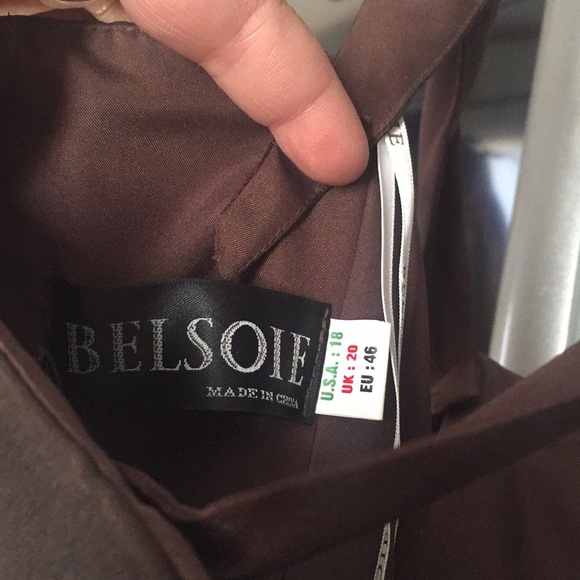 BELSOIE
MADE IN CHINA
U.S.A. : 18
UK : 20
EU : 46